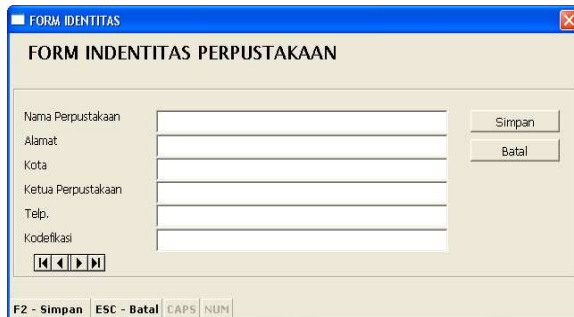 FORM IDENTITAS
FORM INDENTITAS PERPUSTAKAAN
Nama Perpustakaan
Simpan
Alamat
Batal
Kota
Ketua Perpustakaan
Telp.
Kodefikasi
F2 - Simpan ESC - Batal CAPS NUM